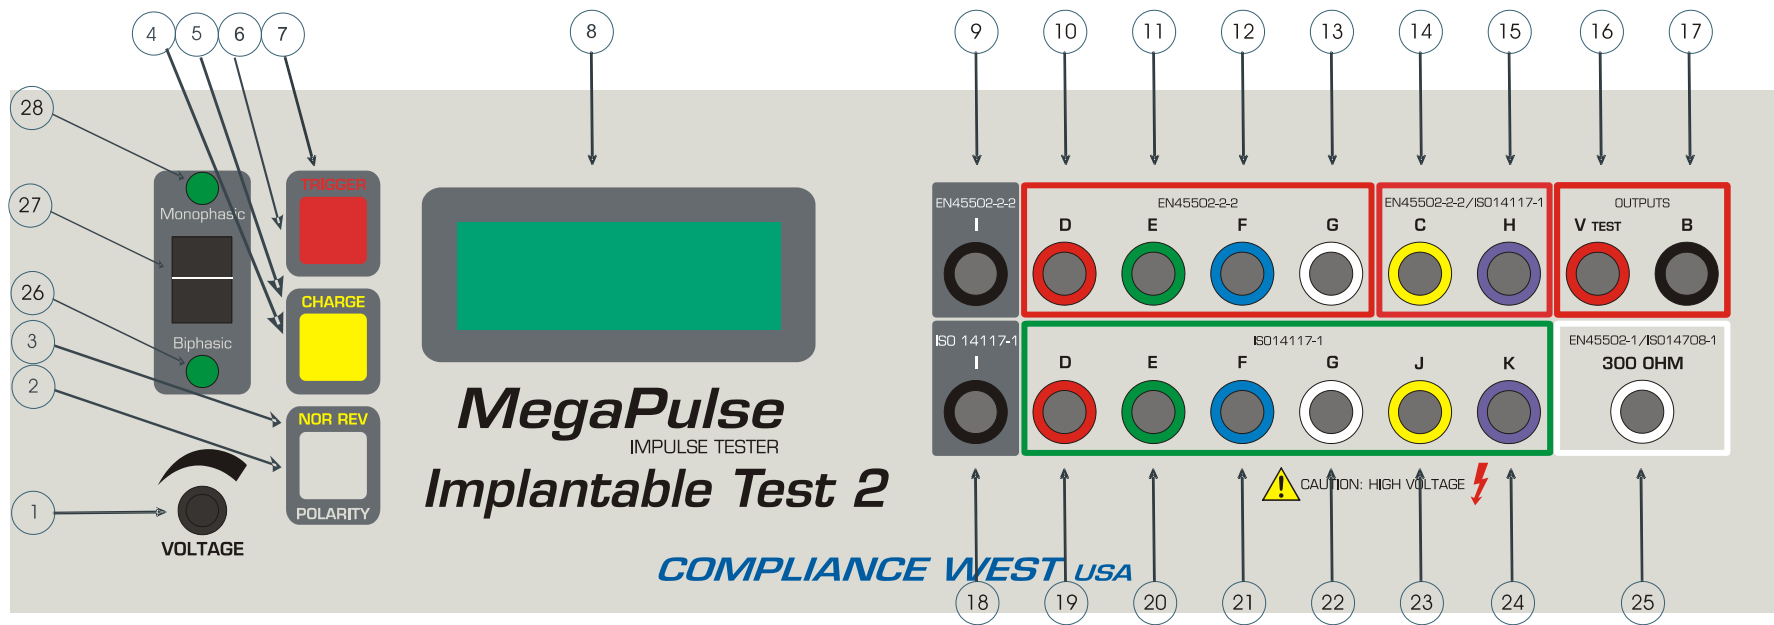 4 5 6 7 8 9 10 11 12 13 14 15 16 17
28
27
26
3
2
1
Monophasic
Biphasic
TRIGGER
CHARGE
NOR REV
POLARITY
VOLTAGE
MegaPulse
IMPULSE TESTER
Implantable Test 2
COMPLIANCE WEST USA
EN45502-2-2
I
EN45502-2-2
D E F G
EN45502-2-2/ISO14117-1
C H
OUTPUTS
V TEST B
ISO 14117-1
I
ISO14117-1
D E F G J K
EN45502-1/ISO14708-1
300 OHM
CAUTION: HIGH VOLTAGE
18 19 20 21 22 23 24 25